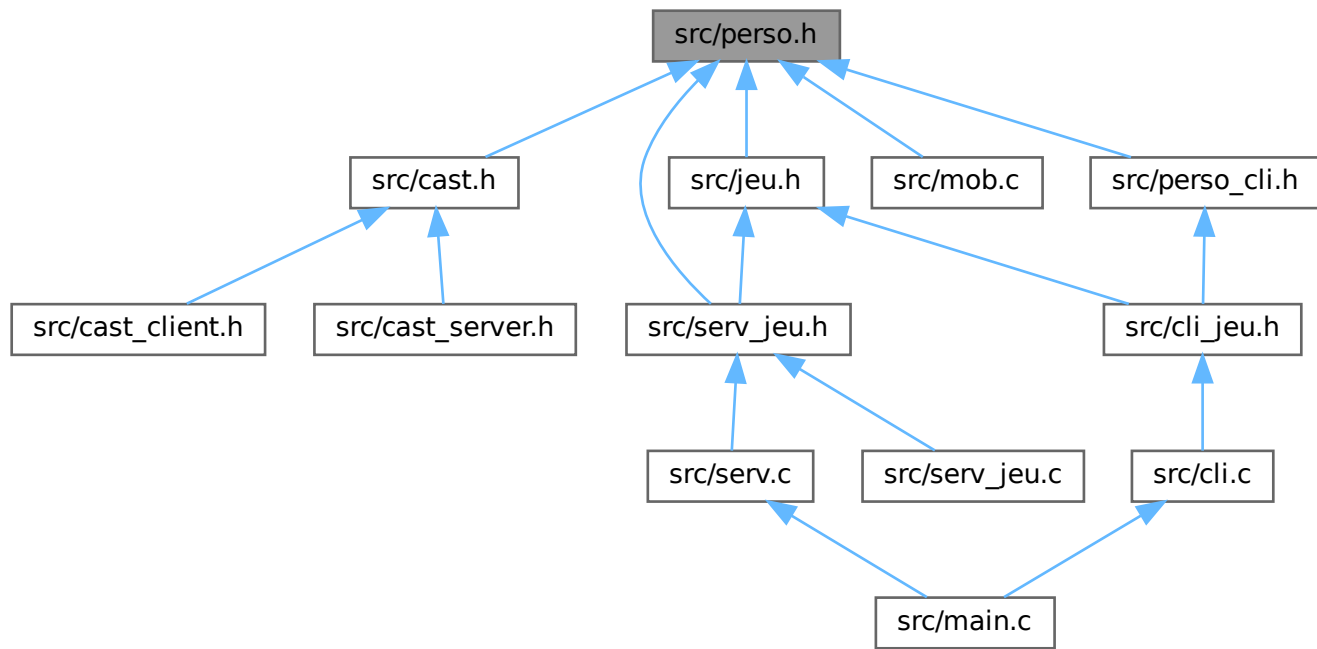 src/perso.h
src/cast.h
src/jeu.h
src/mob.c
src/perso_cli.h
src/cast_client.h
src/cast_server.h
src/serv_jeu.h
src/cli_jeu.h
src/serv.c
src/serv_jeu.c
src/cli.c
src/main.c